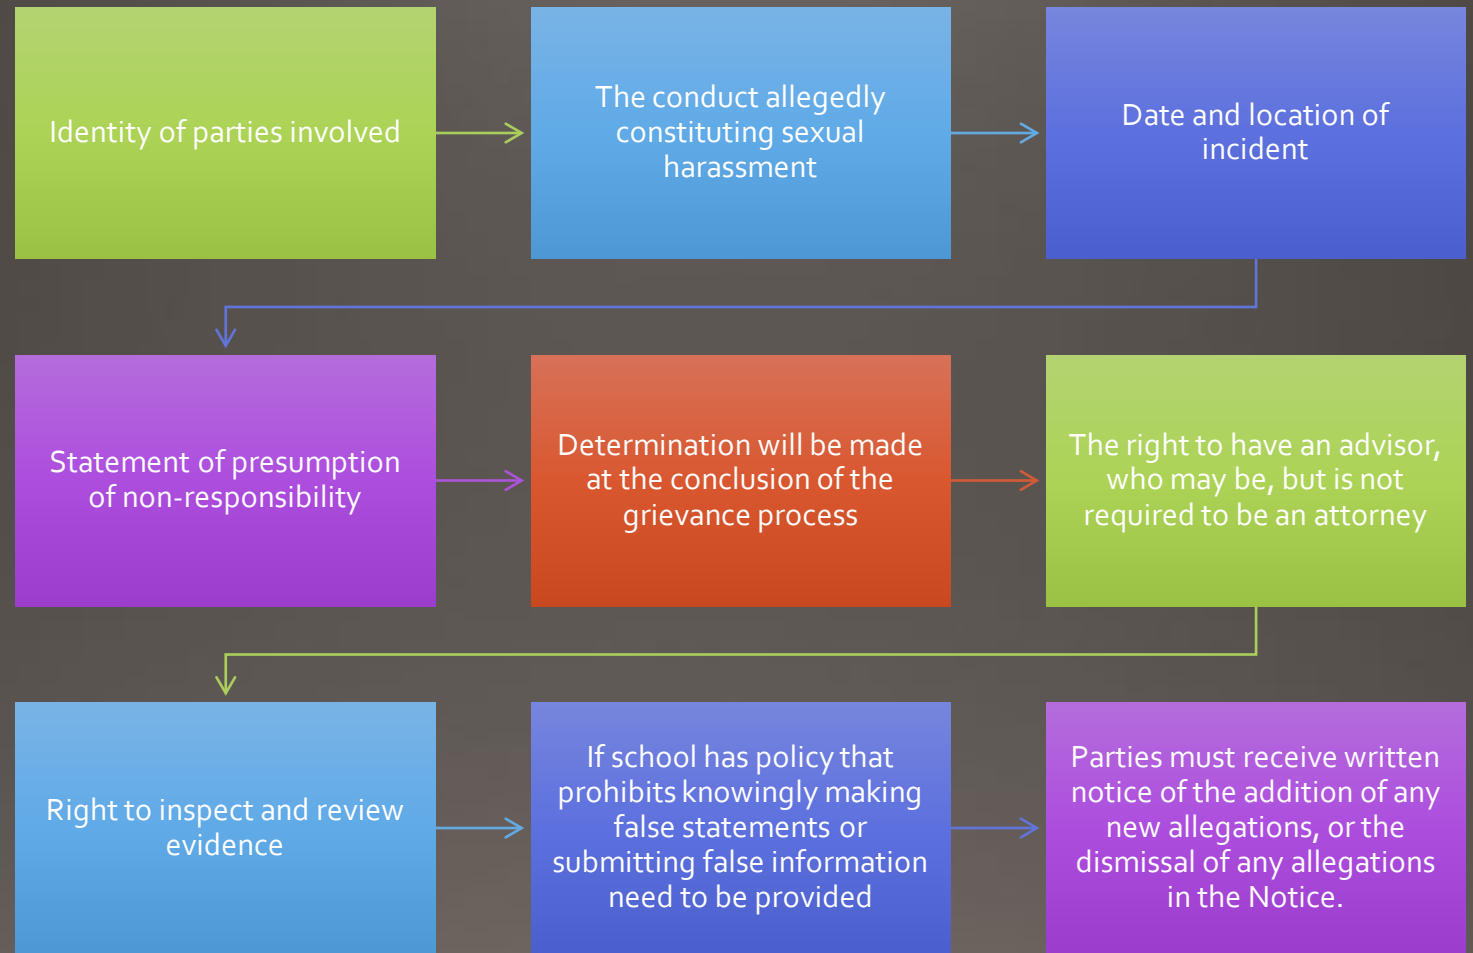 Identity of parties involved
The conduct allegedly
constituting sexual
harassment
Date and location of
incident
Statement of presumption
of non-responsibility
Determination will be made
at the conclusion of the
grievance process
The right to have an advisor,
who may be, but is not
required to be an attorney
Right to inspect and review
evidence
If school has policy that
prohibits knowingly making
false statements or
submitting false information
need to be provided
Parties must receive written
notice of the addition of any
new allegations, or the
dismissal of any allegations
in the Notice.